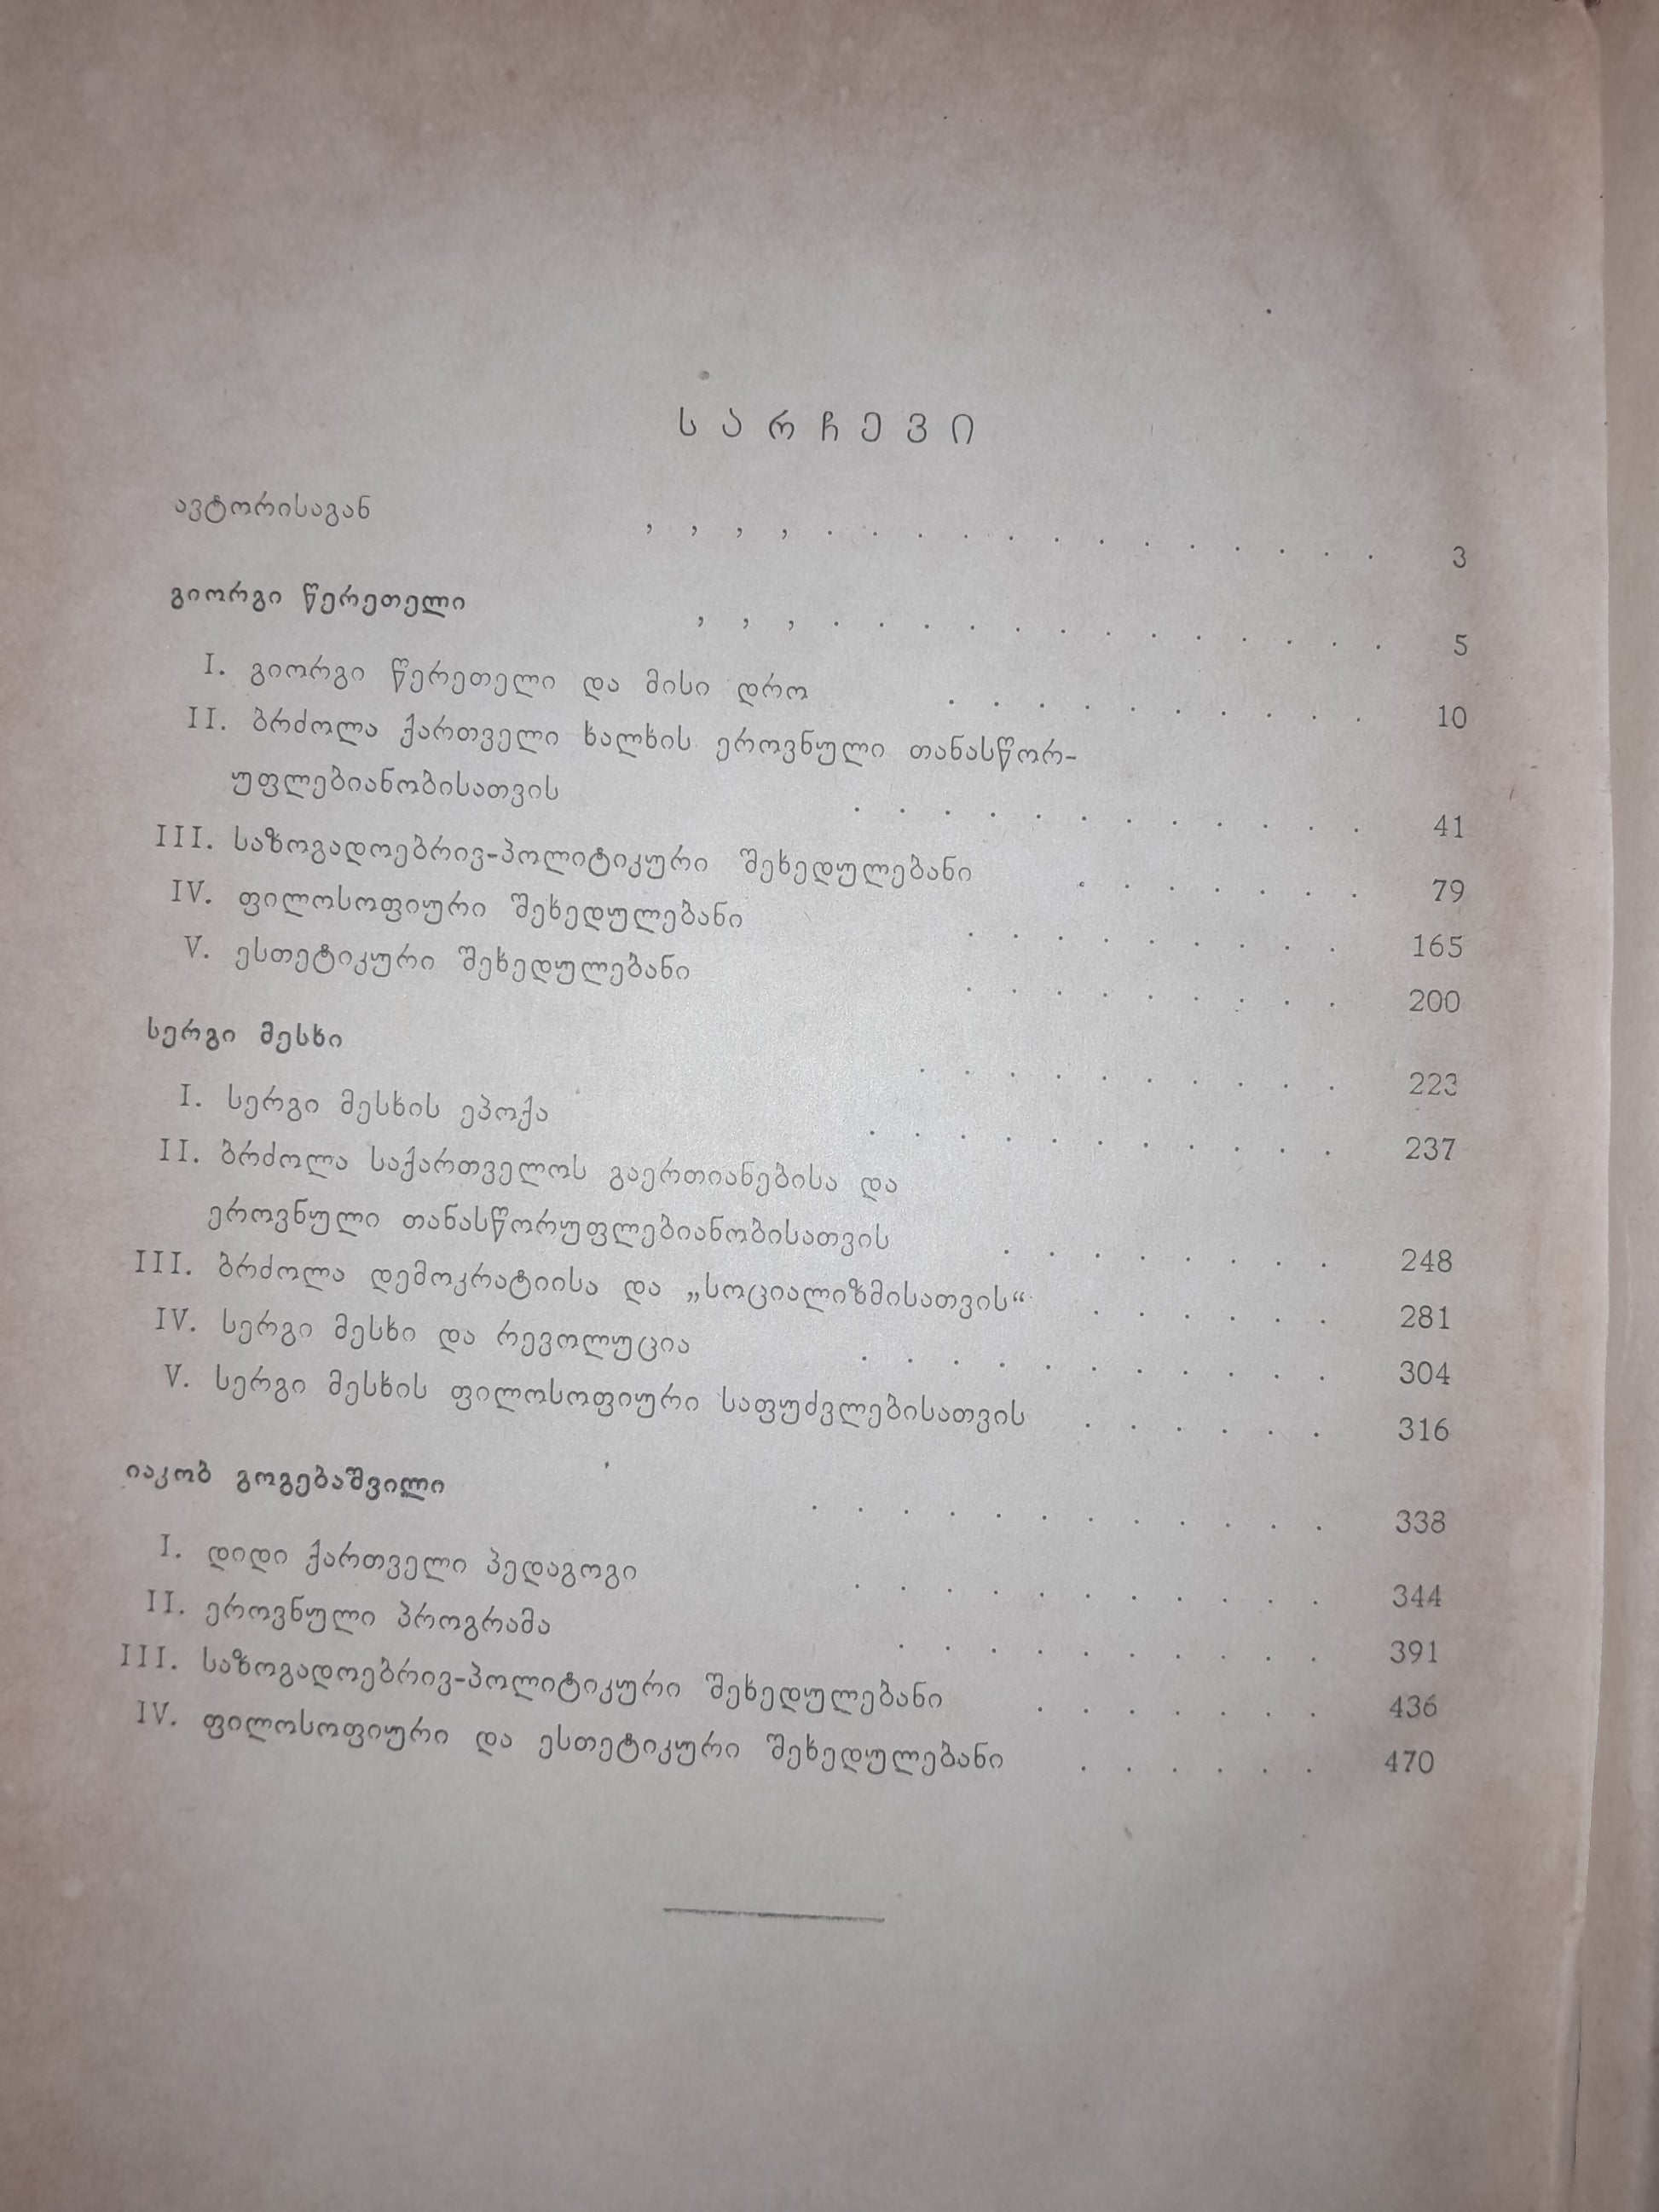 სარჩევი
ავტორისაგან , , , , . . . . . . . . . . . . . 3
გიორგი წერეთელი , , , . . . . . . . . . . . . . 5
I. გიორგი წერეთელი და მისი დრო . . . . . . . . . . 10
II. ბრძოლა ქართველი ხალხის ეროვნული თანასწორ-
უფლებიანობისათვის . . . . . . . . . . . . 41
III. საზოგადოებრივ-პოლიტიკური შეხედულებანი . . . . . . . 79
IV. ფილოსოფიური შეხედულებანი . . . . . . . . . 165
V. ესთეტიკური შეხედულებანი . . . . . . . . . 200
სერგი მესხი . . . . . . . . . . 223
I. სერგი მესხის ეპოქა . . . . . . . . . . . 237
II. ბრძოლა საქართველოს გაერთიანებისა და
ეროვნული თანასწორუფლებიანობისათვის . . . . . . . . 248
III. ბრძოლა დემოკრატიისა და „სოციალიზმისათვის“ . . . . . . 281
IV. სერგი მესხი და რევოლუცია . . . . . . . . . . . 304
V. სერგი მესხის ფილოსოფიური საფუძვლებისათვის . . . . . . 316
იაკობ გოგებაშვილი . . . . . . . . . . . . 338
I. დიდი ქართველი პედაგოგი . . . . . . . . . . . 344
II. ეროვნული პროგრამა . . . . . . . . . . 391
III. საზოგადოებრივ-პოლიტიკური შეხედულებანი . . . . . . . 436
IV. ფილოსოფიური და ესთეტიკური შეხედულებანი . . . . . . 470